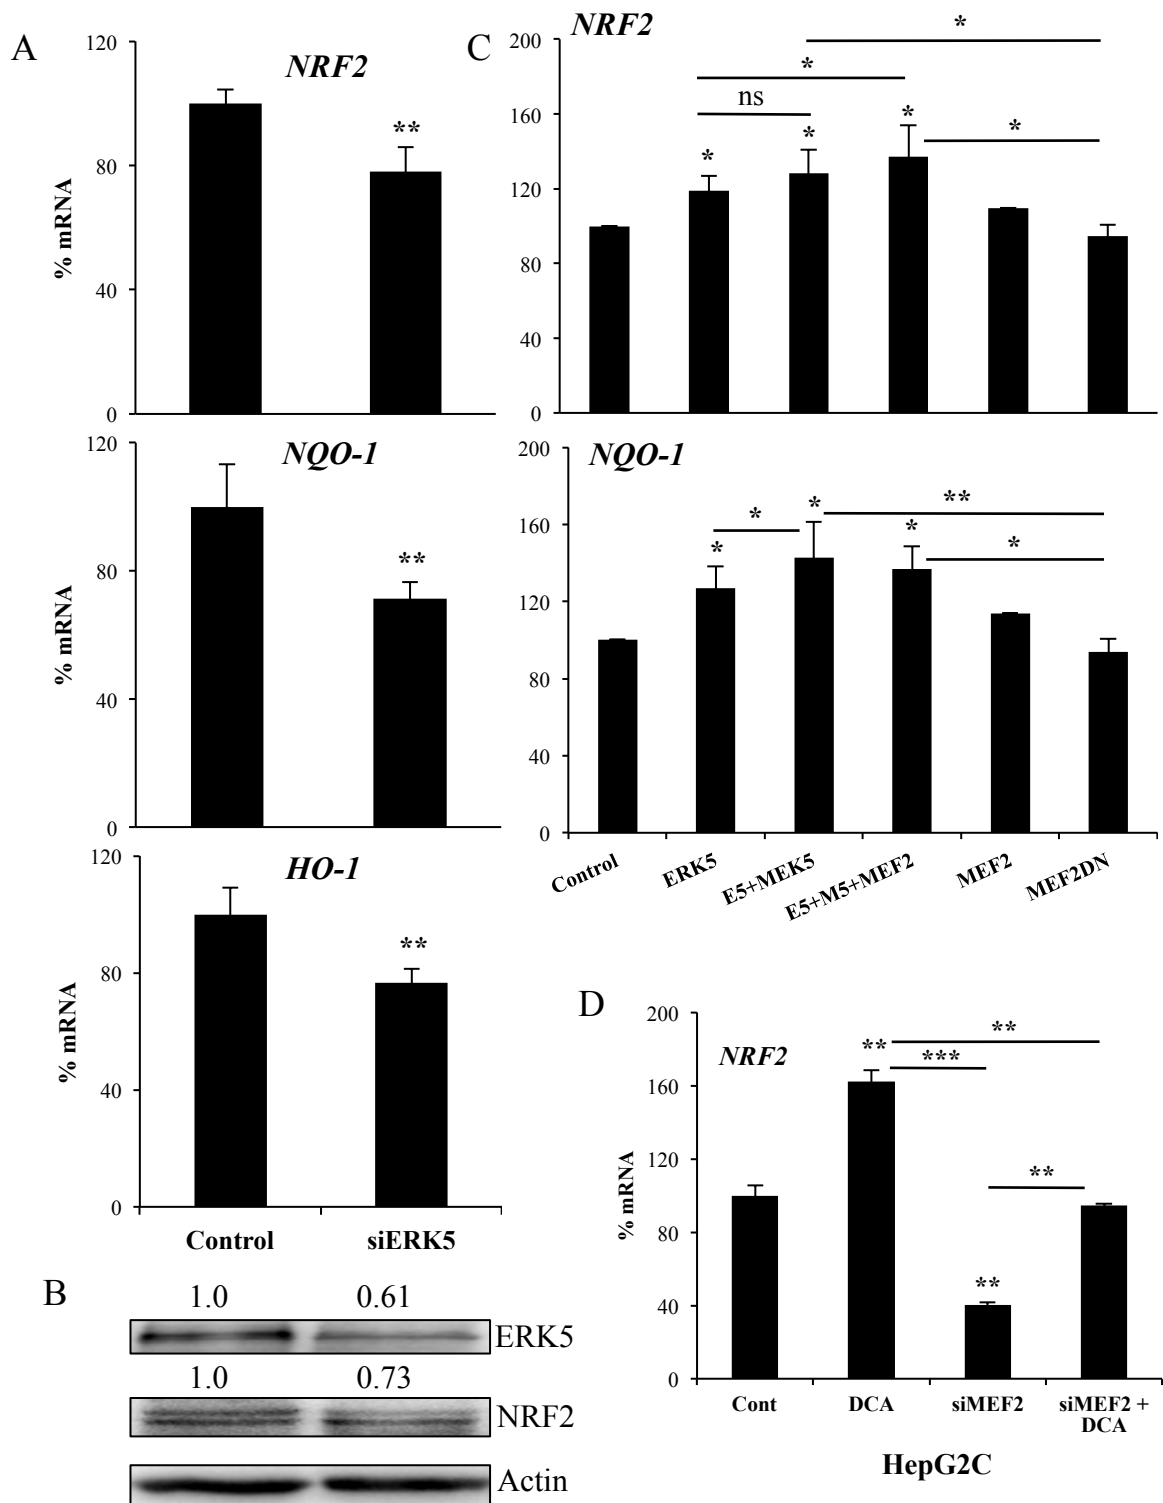 A
NRF2
**
% mRNA
120
80
40
0
NQO-1
**
% mRNA
120
80
40
0
HO-1
**
% mRNA
120
80
40
0
Control siERK5
B
1.0 0.61
ERK5
1.0 0.73
NRF2
Actin
C
NRF2
*
*
ns
*
*
*
*
200
160
120
80
40
0
NQO-1
**
*
*
*
*
*
200
160
120
80
40
0
Control ERK5 E5+MEK5 E5+M5+MEF2 MEF2 MEF2DN
D
NRF2
**
**
***
**
**
% mRNA
200
160
120
80
40
0
Cont DCA siMEF2 siMEF2 +
DCA
HepG2C